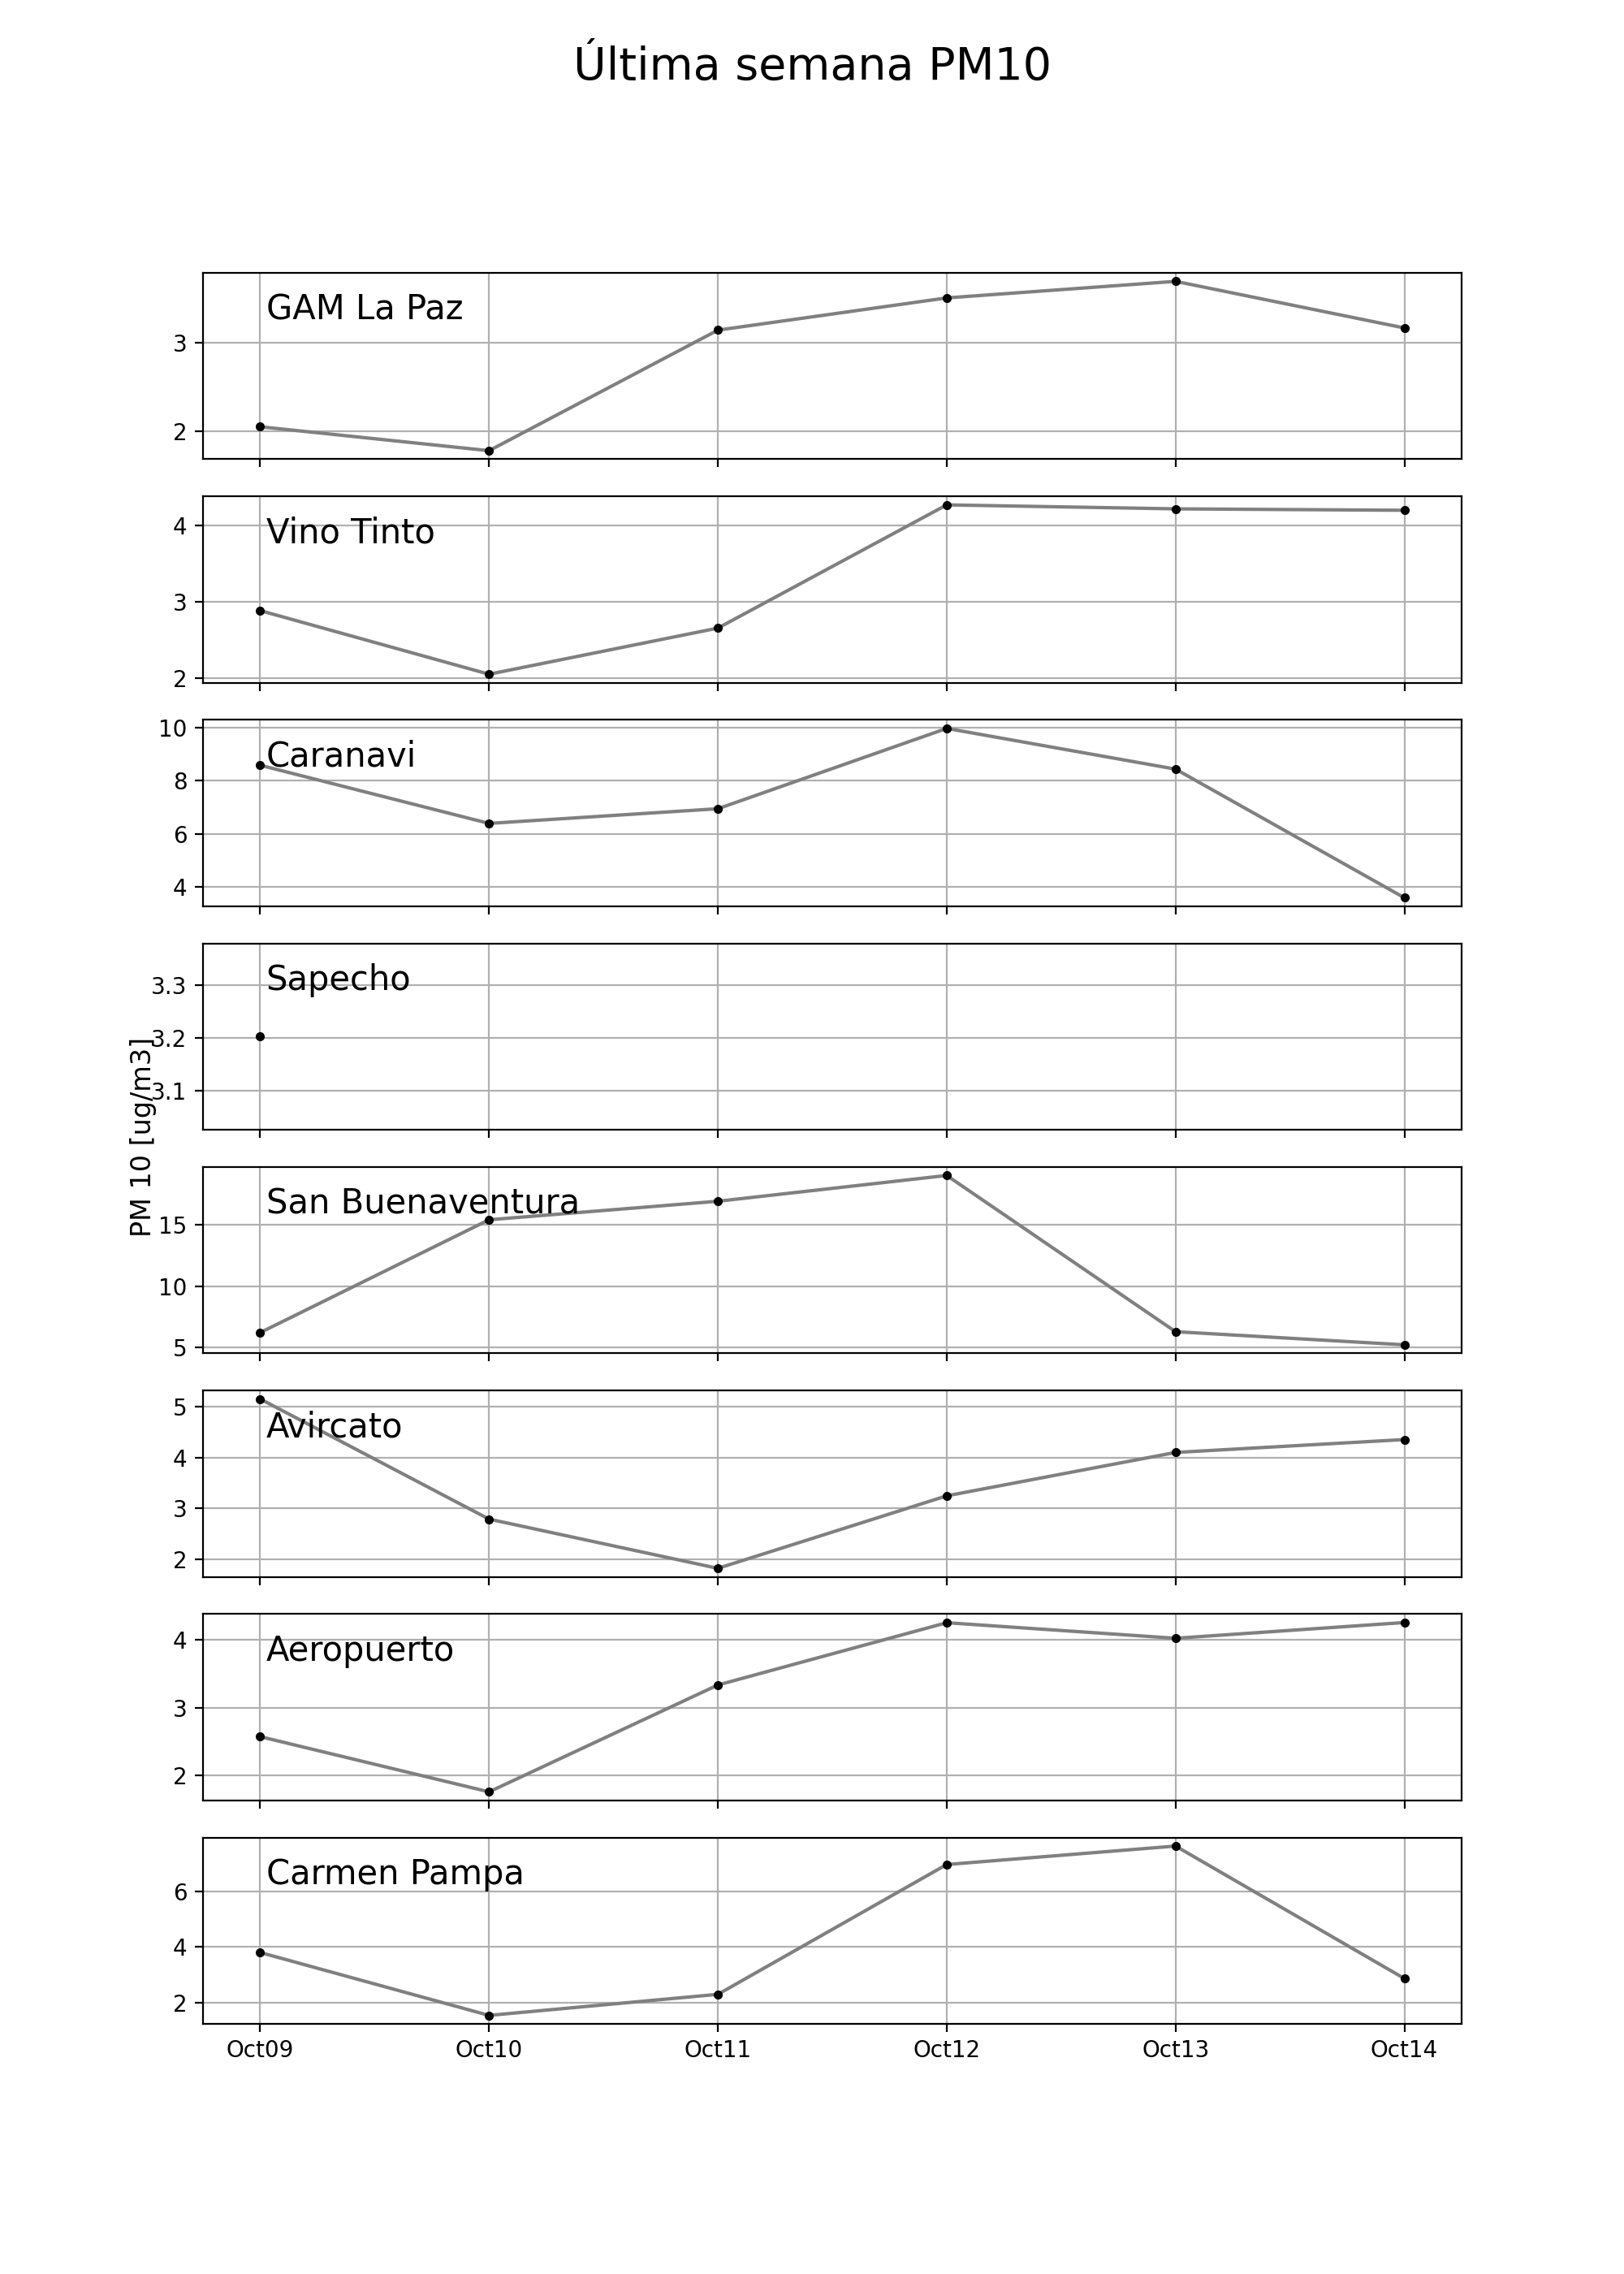 Última semana PM10
GAM La Paz
3
2
Vino Tinto
4
3
2
Caranavi
10
8
6
4
Sapecho
3.3
3.2
3.1
PM 10 [ug/m3]
San Buenaventura
15
10
5
Avircato
5
4
3
2
Aeropuerto
4
3
2
Carmen Pampa
6
4
2
Oct09 Oct10 Oct11 Oct12 Oct13 Oct14